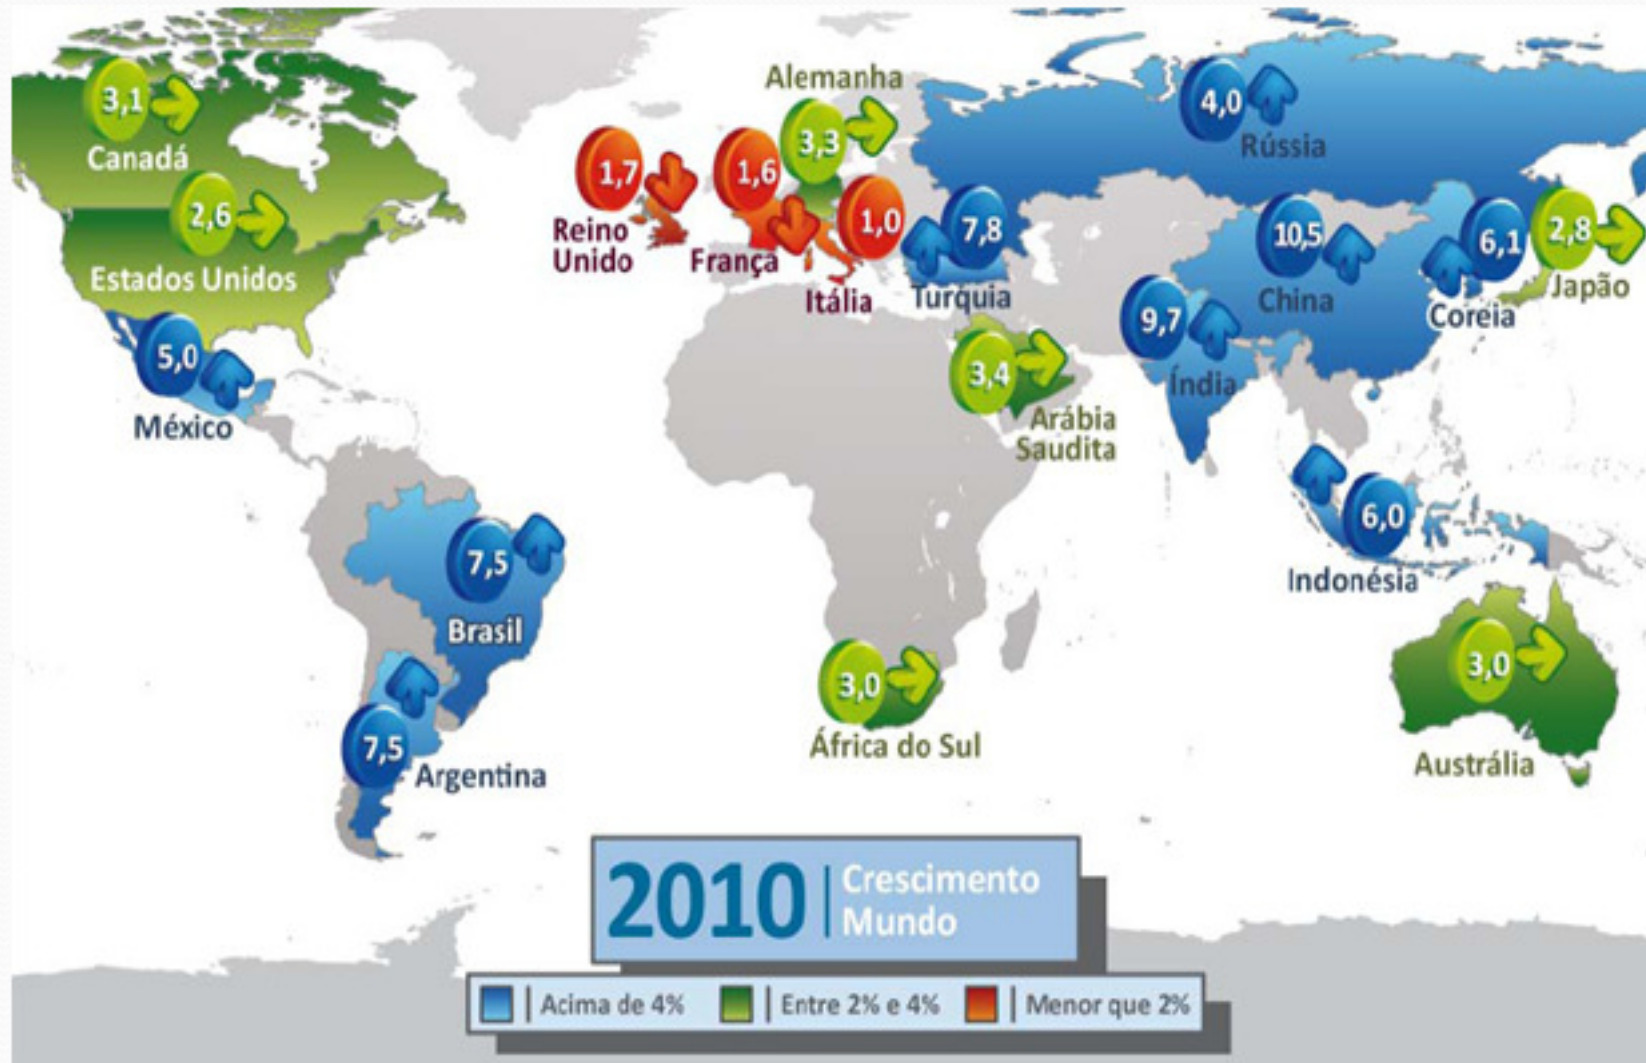 3,1
Canadá
2,6
Estados Unidos
5,0
México
7,5
Brasil
7,5
Argentina
1,7
Reino
Unido
1,6
França
Alemanha
3,3
1,0
Itália
7,8
Turquia
4,0
Rússia
10,5
China
6,1
Coreia
2,8
Japão
9,7
Índia
3,4
Arábia
Saudita
6,0
Indonésia
3,0
África do Sul
3,0
Austrália
2010
Crescimento
Mundo
Acima de 4%
Entre 2% e 4%
Menor que 2%